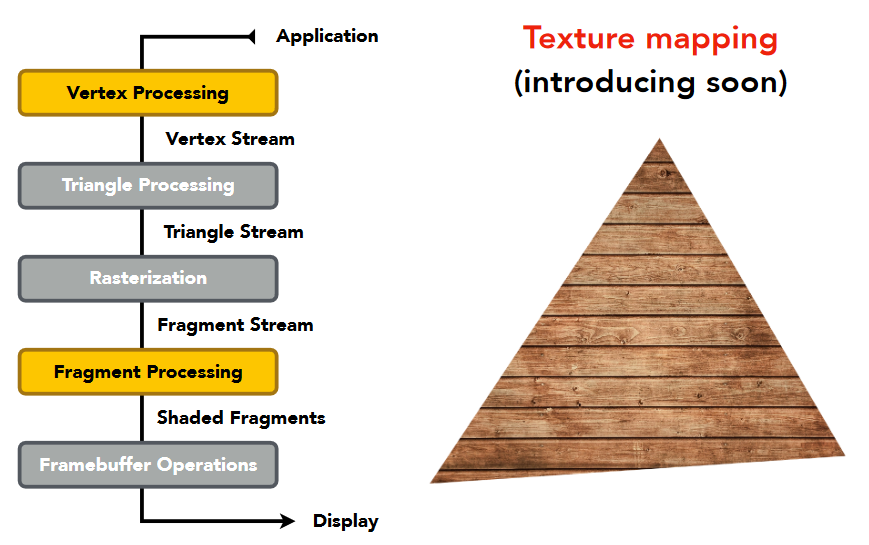 Application
Vertex Processing
Vertex Stream
Triangle Processing
Triangle Stream
Rasterization
Fragment Stream
Fragment Processing
Shaded Fragments
Framebuffer Operations
Display
Texture mapping
(introducing soon)